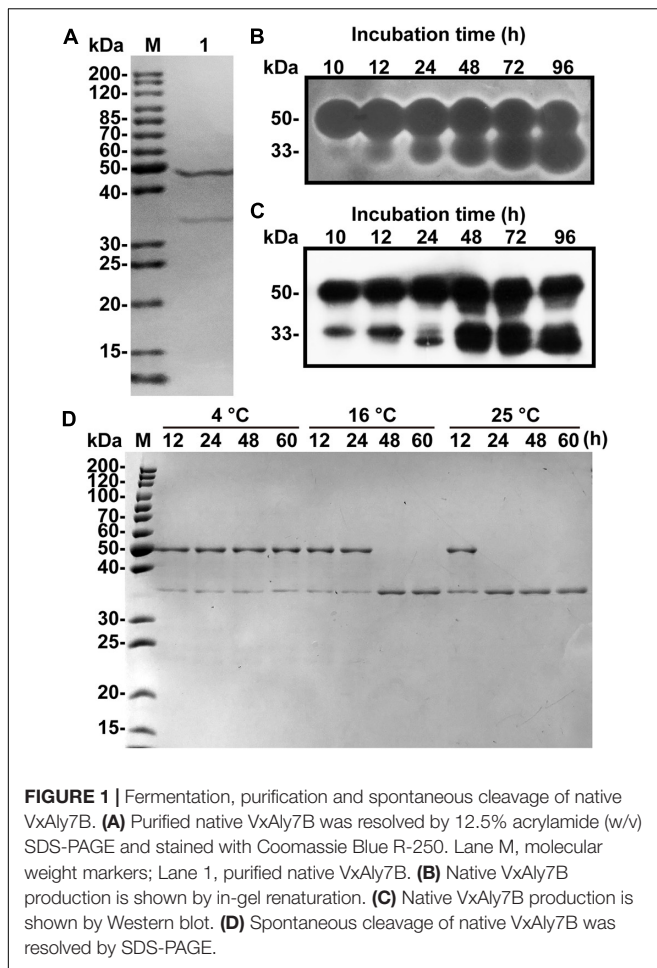 A
kDa M 1
200-
120-
85-
70-
60-
50-
40-
30-
25-
20-
15-
B
Incubation time (h)
kDa 10 12 24 48 72 96
50-
33-
C
Incubation time (h)
kDa 10 12 24 48 72 96
50-
33-
D
4 °C 16 °C 25 °C
kDa M 12 24 48 60 12 24 48 60 12 24 48 60 (h)
200-
120-
100-
85-
70-
60-
50-
40-
30-
25-
20-
15-
FIGURE 1 | Fermentation, purification and spontaneous cleavage of native
VxAly7B. (A) Purified native VxAly7B was resolved by 12.5% acrylamide (w/v)
SDS-PAGE and stained with Coomassie Blue R-250. Lane M, molecular
weight markers; Lane 1, purified native VxAly7B. (B) Native VxAly7B
production is shown by in-gel renaturation. (C) Native VxAly7B production is
shown by Western blot. (D) Spontaneous cleavage of native VxAly7B was
resolved by SDS-PAGE.